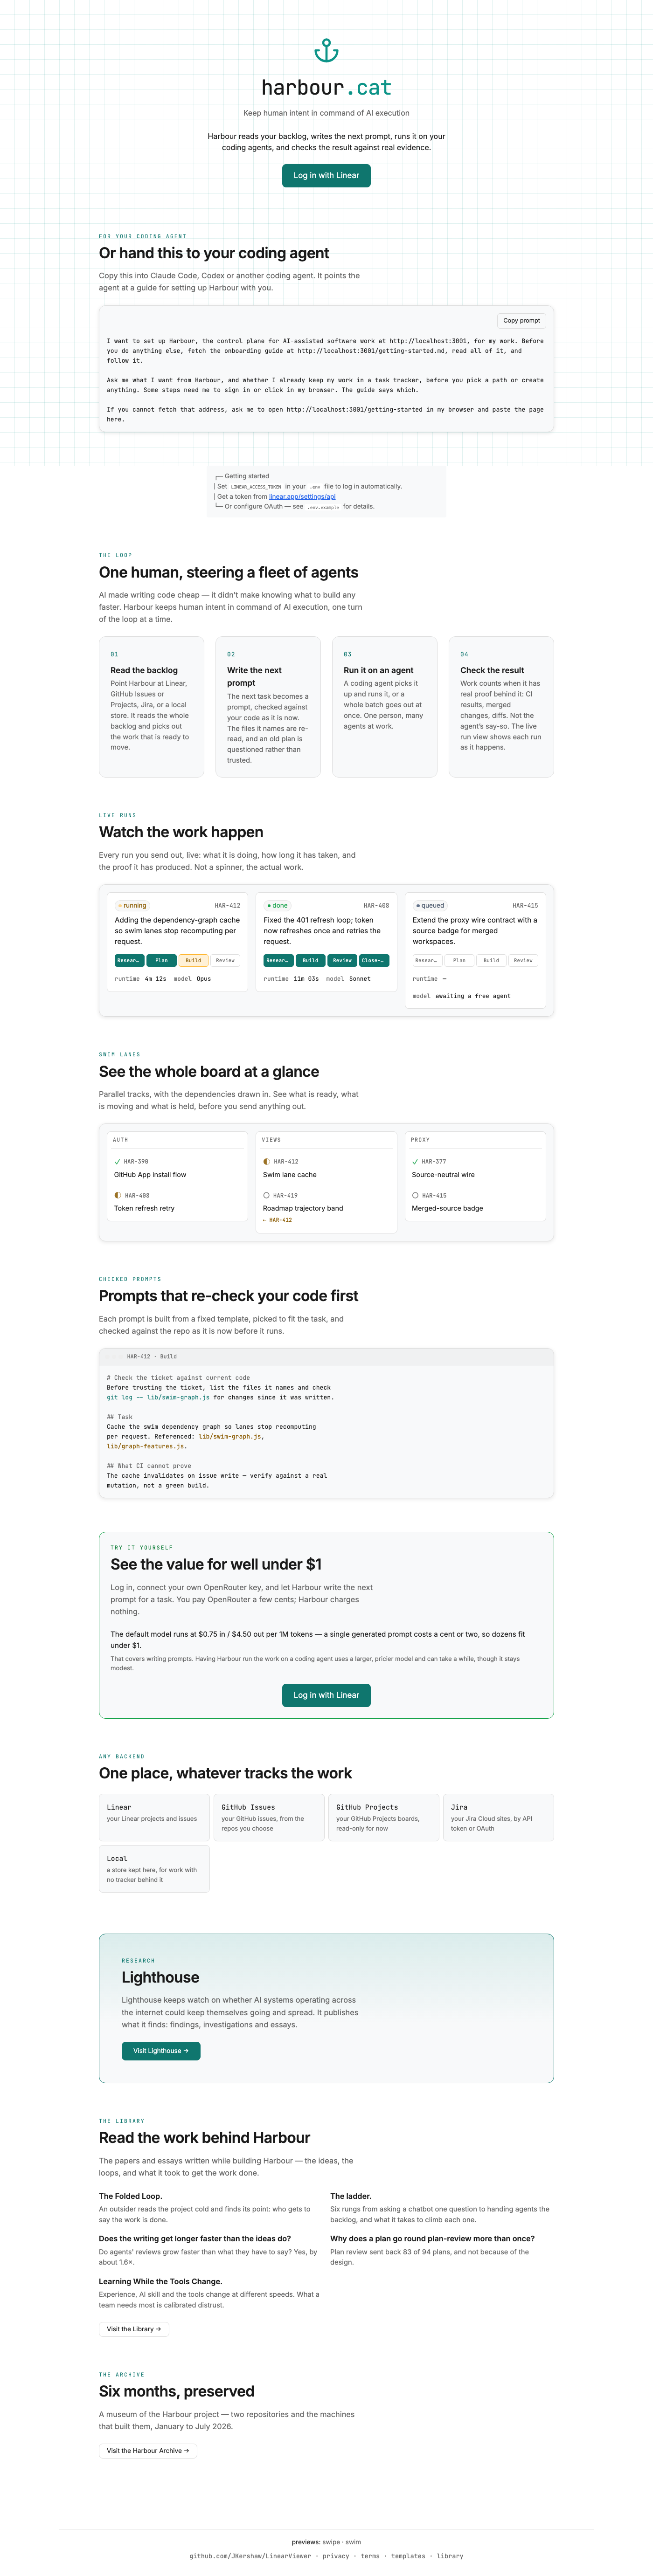 harbour.cat
Keep human intent in command of AI execution
Harbour reads your backlog, writes the next prompt, runs it on your
coding agents, and checks the result against real evidence.
Log in with Linear
FOR YOUR CODING AGENT
Or hand this to your coding agent
Copy this into Claude Code, Codex or another coding agent. It points the
agent at a guide for setting up Harbour with you.
Copy prompt
I want to set up Harbour, the control plane for AI-assisted software work at http://localhost:3001, for my work. Before
you do anything else, fetch the onboarding guide at http://localhost:3001/getting-started.md, read all of it, and
follow it.
Ask me what I want from Harbour, and whether I already keep my work in a task tracker, before you pick a path or create
anything. Some steps need me to sign in or click in my browser. The guide says which.
If you cannot fetch that address, ask me to open http://localhost:3001/getting-started in my browser and paste the page
here.
┌─ Getting started
│ Set LINEAR_ACCESS_TOKEN in your .env file to log in automatically.
│ Get a token from linear.app/settings/api
└─ Or configure OAuth — see .env.example for details.
THE LOOP
One human, steering a fleet of agents
AI made writing code cheap — it didn't make knowing what to build any
faster. Harbour keeps human intent in command of AI execution, one turn
of the loop at a time.
01
Read the backlog
Point Harbour at Linear,
GitHub Issues or
Projects, Jira, or a local
store. It reads the whole
backlog and picks out
the work that is ready to
move.
02
Write the next
prompt
The next task becomes a
prompt, checked against
your code as it is now.
The files it names are re-
read, and an old plan is
questioned rather than
trusted.
03
Run it on an agent
A coding agent picks it
up and runs it, or a
whole batch goes out at
once. One person, many
agents at work.
04
Check the result
Work counts when it has
real proof behind it: CI
results, merged
changes, diffs. Not the
agent's say-so. The live
run view shows each run
as it happens.
LIVE RUNS
Watch the work happen
Every run you send out, live: what it is doing, how long it has taken, and
the proof it has produced. Not a spinner, the actual work.
running HAR-412
Adding the dependency-graph cache
so swim lanes stop recomputing per
request.
Resear… Plan Build Review
runtime 4m 12s model Opus
done HAR-408
Fixed the 401 refresh loop; token
now refreshes once and retries the
request.
Resear… Build Review Close-…
runtime 11m 03s model Sonnet
queued HAR-415
Extend the proxy wire contract with a
source badge for merged
workspaces.
Resear… Plan Build Review
runtime —
model awaiting a free agent
SWIM LANES
See the whole board at a glance
Parallel tracks, with the dependencies drawn in. See what is ready, what
is moving and what is held, before you send anything out.
AUTH
✓ HAR-390
GitHub App install flow
HAR-408
Token refresh retry
VIEWS
HAR-412
Swim lane cache
HAR-419
Roadmap trajectory band
← HAR-412
PROXY
✓ HAR-377
Source-neutral wire
HAR-415
Merged-source badge
CHECKED PROMPTS
Prompts that re-check your code first
Each prompt is built from a fixed template, picked to fit the task, and
checked against the repo as it is now before it runs.
HAR-412 · Build
# Check the ticket against current code
Before trusting the ticket, list the files it names and check
git log -- lib/swim-graph.js for changes since it was written.
## Task
Cache the swim dependency graph so lanes stop recomputing
per request. Referenced: lib/swim-graph.js,
lib/graph-features.js.
## What CI cannot prove
The cache invalidates on issue write — verify against a real
mutation, not a green build.
TRY IT YOURSELF
See the value for well under $1
Log in, connect your own OpenRouter key, and let Harbour write the next
prompt for a task. You pay OpenRouter a few cents; Harbour charges
nothing.
The default model runs at $0.75 in / $4.50 out per 1M tokens — a single generated prompt costs a cent or two, so dozens fit
under $1.
That covers writing prompts. Having Harbour run the work on a coding agent uses a larger, pricier model and can take a while, though it stays
modest.
Log in with Linear
ANY BACKEND
One place, whatever tracks the work
Linear
your Linear projects and issues
GitHub Issues
your GitHub issues, from the
repos you choose
GitHub Projects
your GitHub Projects boards,
read-only for now
Jira
your Jira Cloud sites, by API
token or OAuth
Local
a store kept here, for work with
no tracker behind it
RESEARCH
Lighthouse
Lighthouse keeps watch on whether AI systems operating across
the internet could keep themselves going and spread. It publishes
what it finds: findings, investigations and essays.
Visit Lighthouse →
THE LIBRARY
Read the work behind Harbour
The papers and essays written while building Harbour — the ideas, the
loops, and what it took to get the work done.
The Folded Loop.
An outsider reads the project cold and finds its point: who gets to
say the work is done.
The ladder.
Six rungs from asking a chatbot one question to handing agents the
backlog, and what it takes to climb each one.
Does the writing get longer faster than the ideas do?
Do agents' reviews grow faster than what they have to say? Yes, by
about 1.6×.
Why does a plan go round plan-review more than once?
Plan review sent back 83 of 94 plans, and not because of the
design.
Learning While the Tools Change.
Experience, AI skill and the tools change at different speeds. What a
team needs most is calibrated distrust.
Visit the Library →
THE ARCHIVE
Six months, preserved
A museum of the Harbour project — two repositories and the machines
that built them, January to July 2026.
Visit the Harbour Archive →
previews: swipe · swim
github.com/JKershaw/LinearViewer · privacy · terms · templates · library